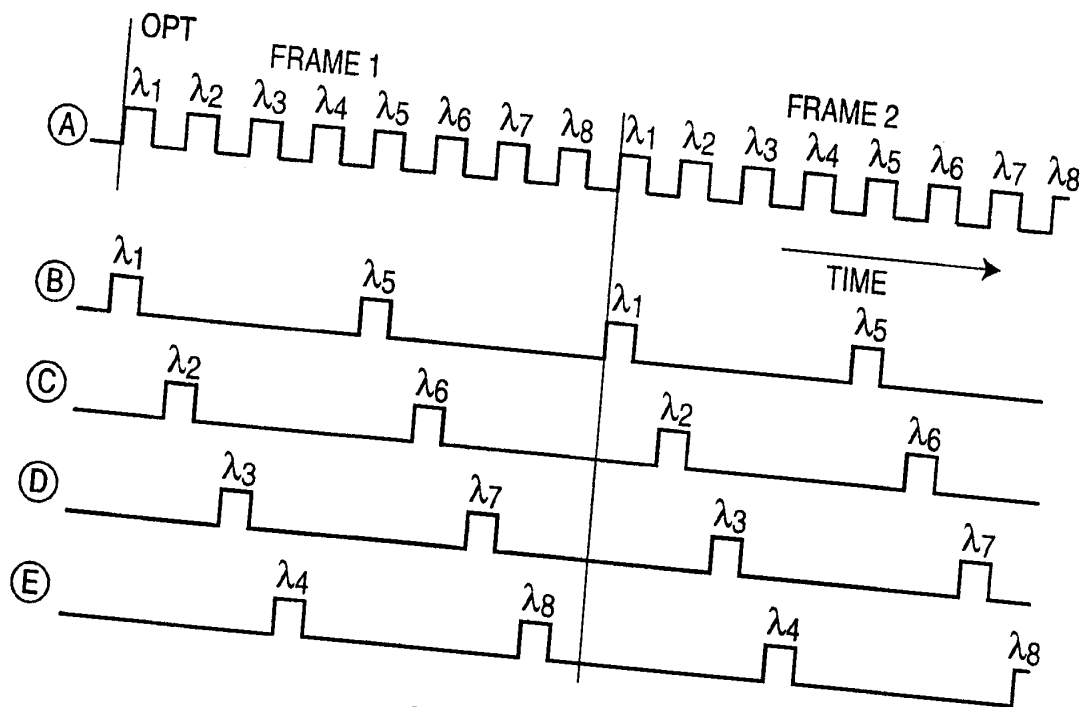 OPT
FRAME 1
λ1 λ2 λ3 λ4 λ5 λ6 λ7 λ8
FRAME 2
λ1 λ2 λ3 λ4 λ5 λ6 λ7 λ8
A
TIME
B
λ1 λ5 λ1 λ5
C
λ2 λ6 λ2 λ6
D
λ3 λ7 λ3 λ7
E
λ4 λ8 λ4 λ8